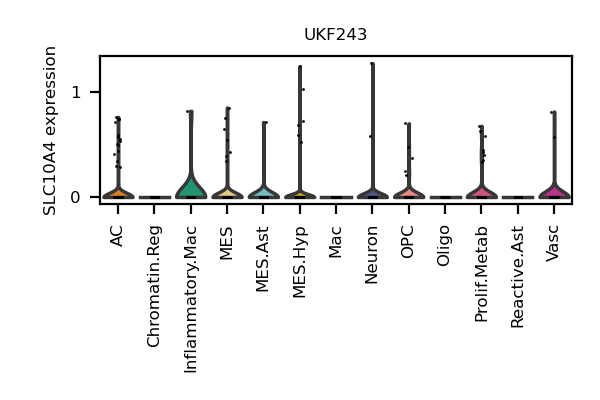 UKF243
SLC10A4 expression
1
0
AC
Chromatin.Reg
Inflammatory.Mac
MES
MES.Ast
MES.Hyp
Mac
Neuron
OPC
Oligo
Prolif.Metab
Reactive.Ast
Vasc